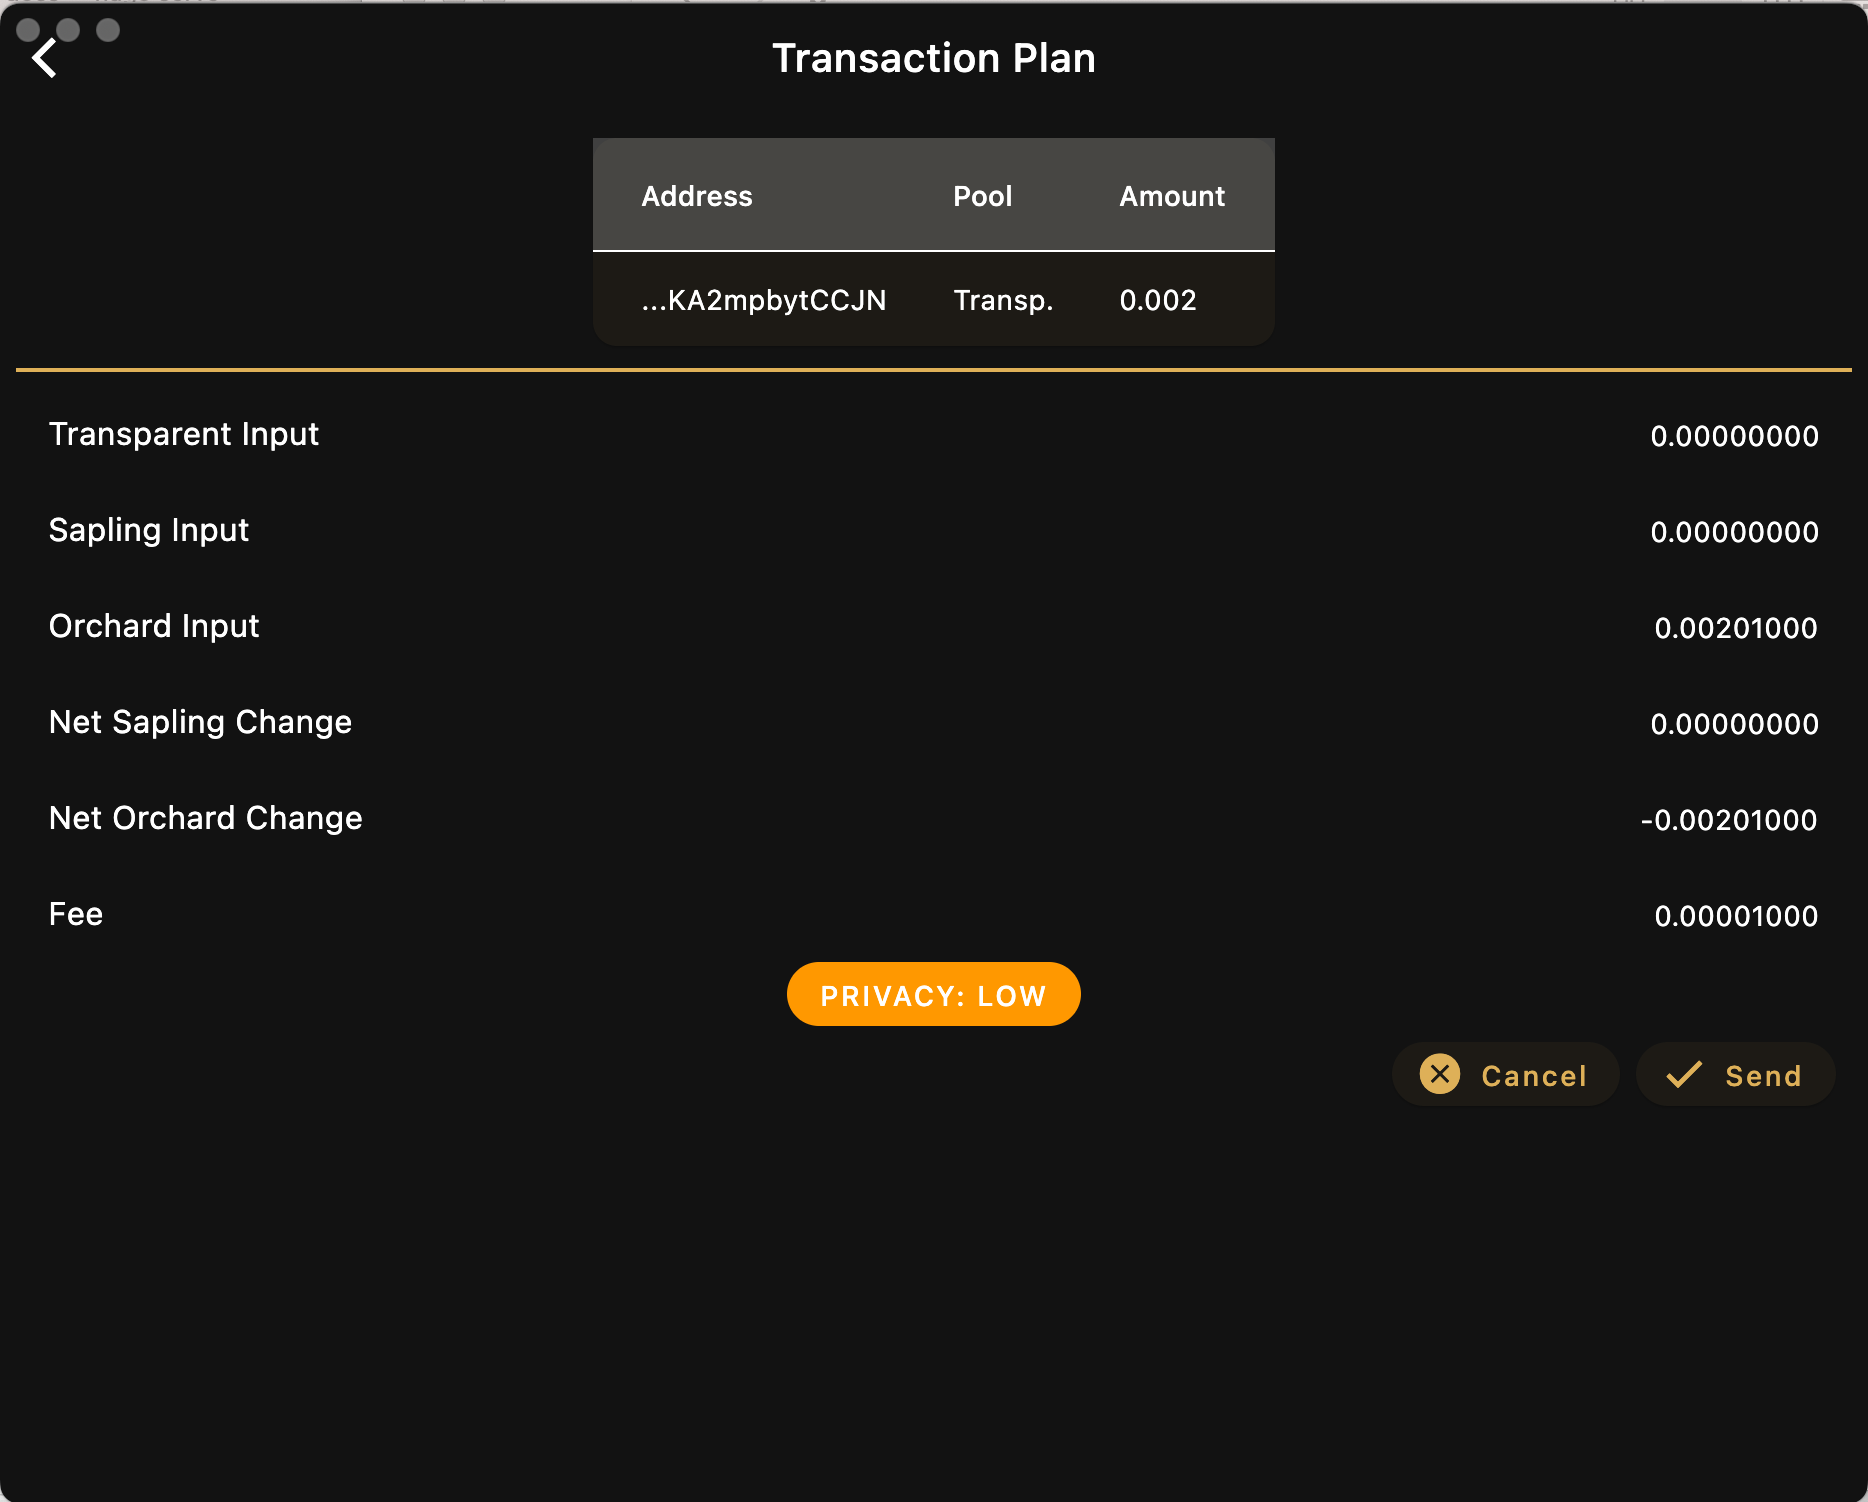 Transaction Plan
Address Pool Amount
...KA2mpbytCCJN Transp. 0.002
Transparent Input 0.00000000
Sapling Input 0.00000000
Orchard Input 0.00201000
Net Sapling Change 0.00000000
Net Orchard Change -0.00201000
Fee 0.00001000
PRIVACY: LOW
Cancel Send